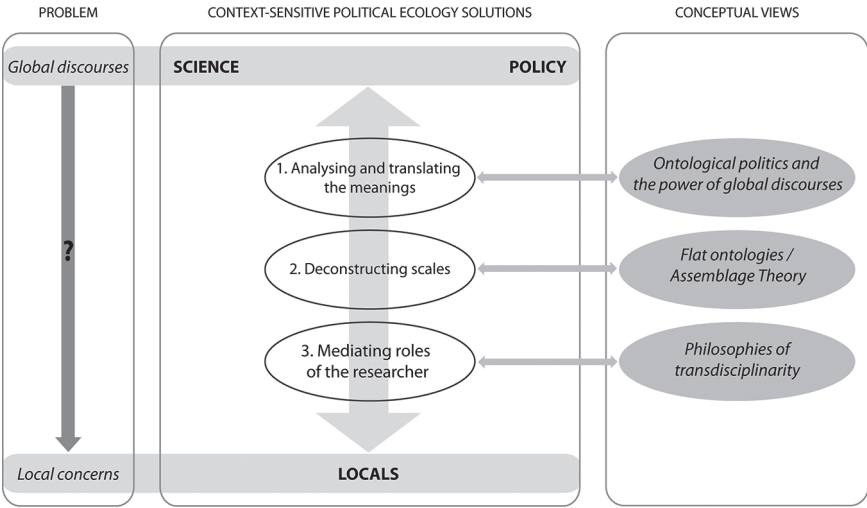 PROBLEM
CONTEXT-SENSITIVE POLITICAL ECOLOGY SOLUTIONS
CONCEPTUAL VIEWS
Global discourses
SCIENCE
POLICY
1. Analysing and translating
the meanings
Ontological politics and
the power of global discourses
?
2. Deconstructing scales
Flat ontologies /
Assemblage Theory
3. Mediating roles
of the researcher
Philosophies of
transdisciplinarity
Local concerns
LOCALS